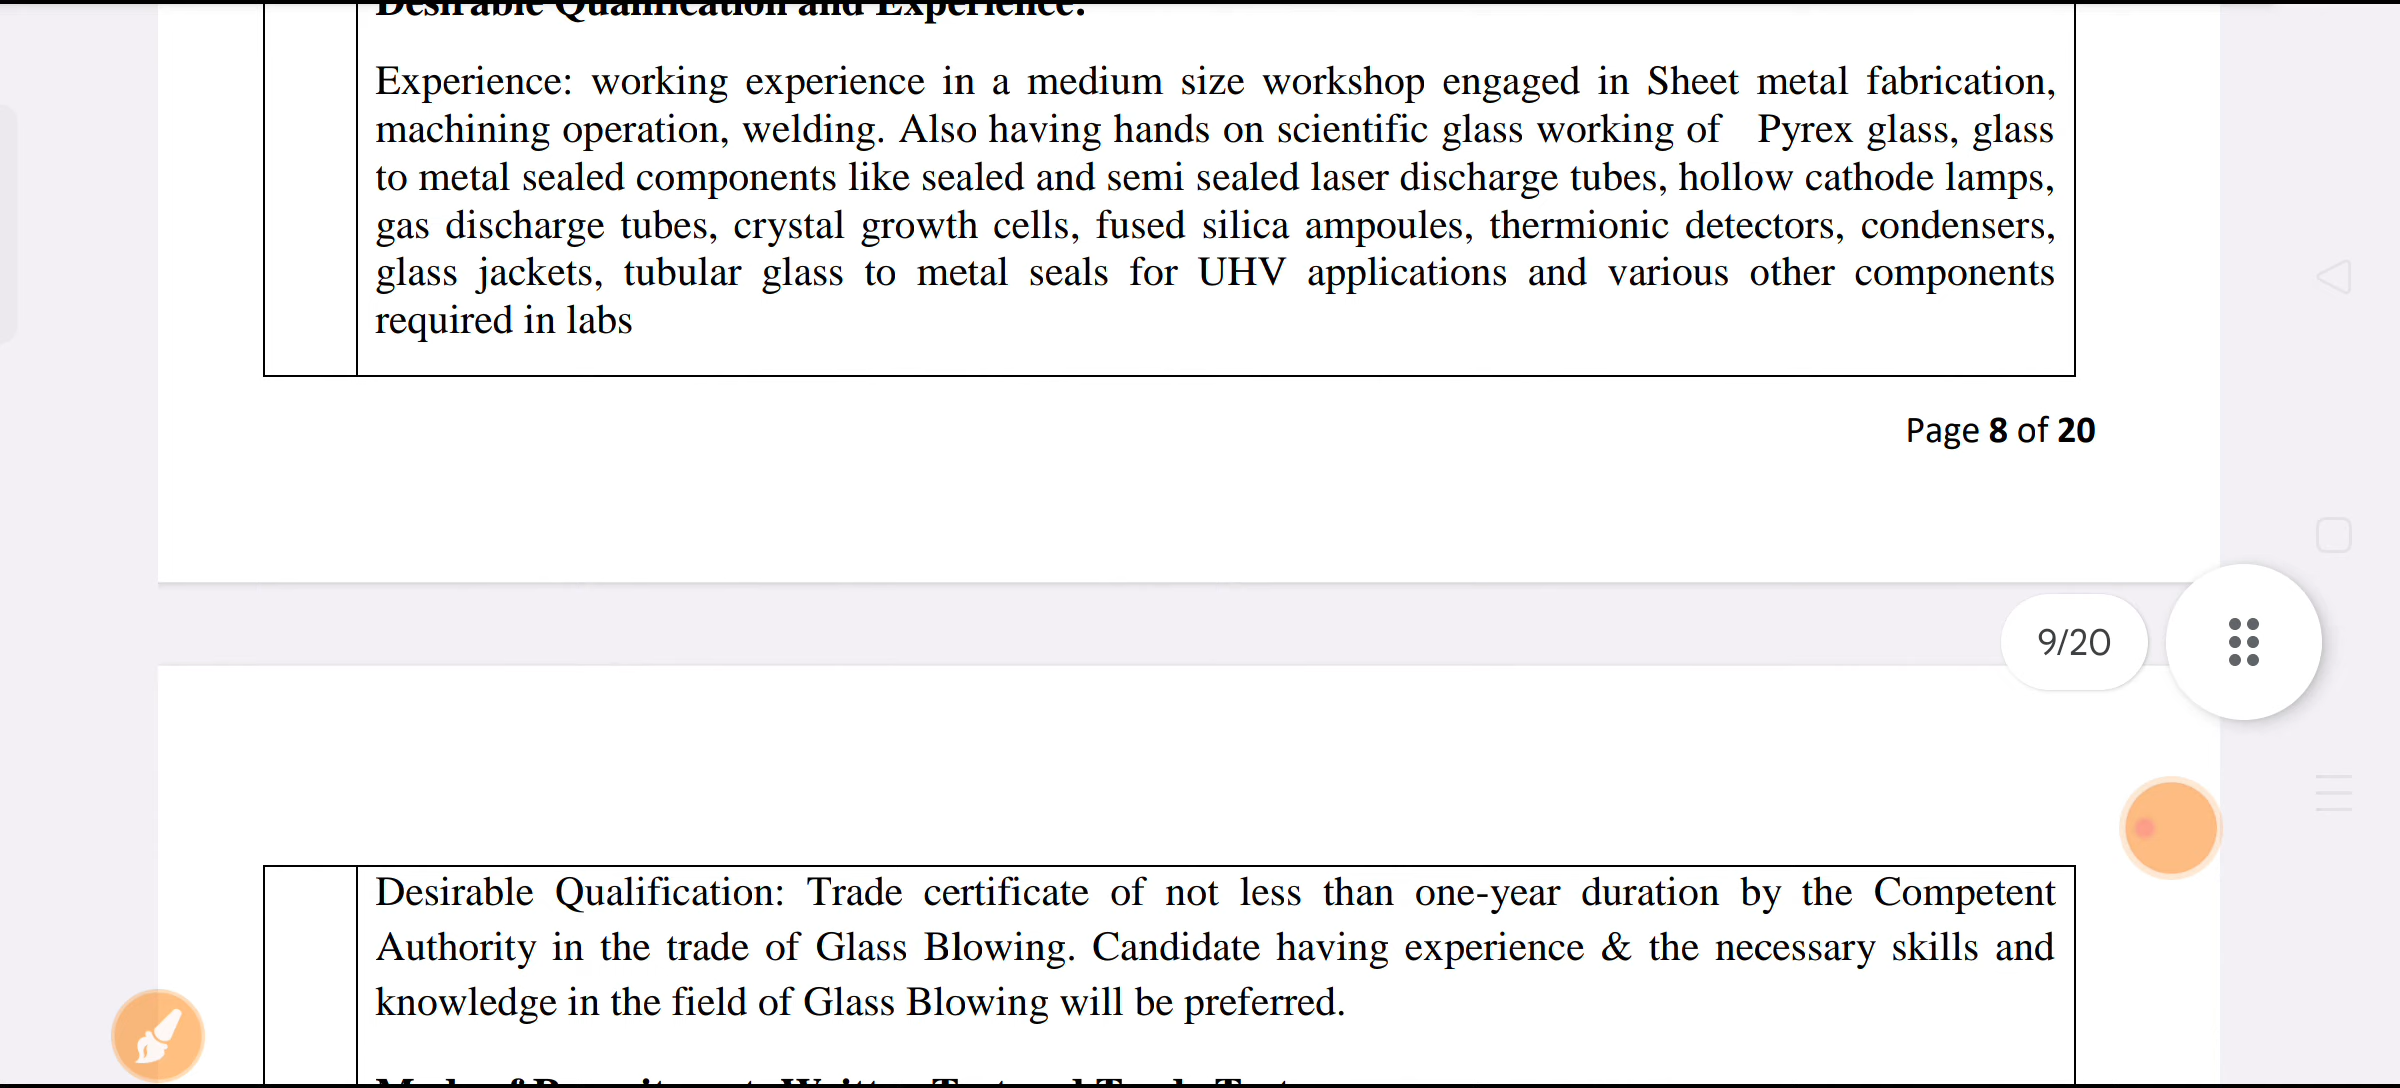 Desirable Qualification and Experience:
Experience: working experience in a medium size workshop engaged in Sheet metal fabrication,
machining operation, welding. Also having hands on scientific glass working of Pyrex glass, glass
to metal sealed components like sealed and semi sealed laser discharge tubes, hollow cathode lamps,
gas discharge tubes, crystal growth cells, fused silica ampoules, thermionic detectors, condensers,
glass jackets, tubular glass to metal seals for UHV applications and various other components
required in labs
Page 8 of 20
9/20
Desirable Qualification: Trade certificate of not less than one-year duration by the Competent
Authority in the trade of Glass Blowing. Candidate having experience & the necessary skills and
knowledge in the field of Glass Blowing will be preferred.